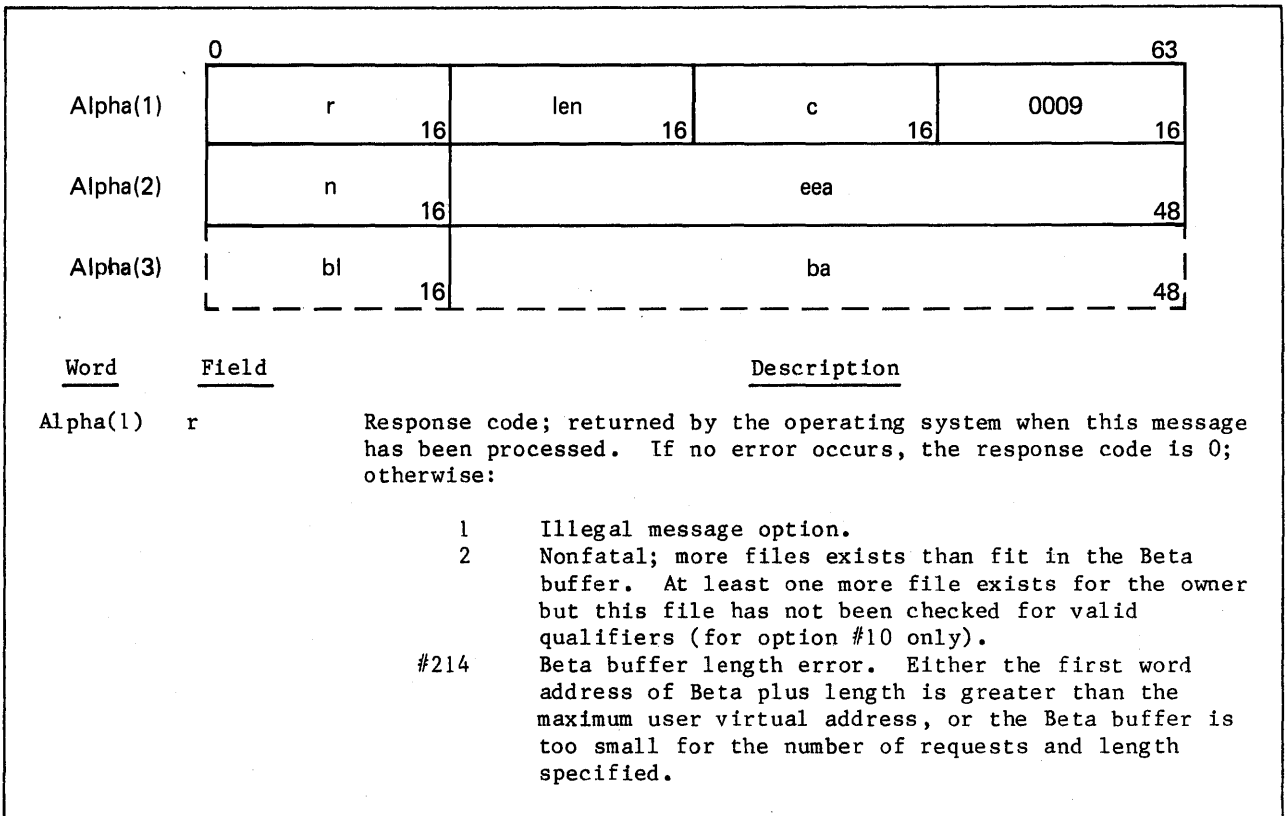 0 63
Alpha(1) r 16 len 16 c 16 0009 16
Alpha(2) n 16 eea 48
Alpha(3) bl 16 ba 48
Word Field Description
Alpha(1) r Response code; returned by the operating system when this message
has been processed. If no error occurs, the response code is 0;
otherwise:
1 Illegal message option.
2 Nonfatal; more files exists than fit in the Beta
buffer. At least one more file exists for the owner
but this file has not been checked for valid
qualifiers (for option #10 only).
#214 Beta buffer length error. Either the first word
address of Beta plus length is greater than the
maximum user virtual address, or the Beta buffer is
too small for the number of requests and length
specified.